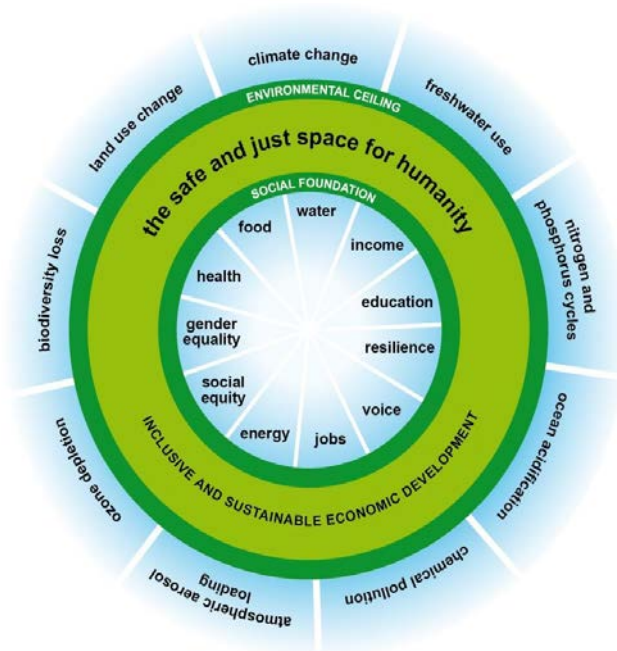 climate change
freshwater use
nitrogen and
phosphorus cycles
ocean acidification
chemical pollution
atmospheric aerosol
loading
ozone depletion
biodiversity loss
land use change
ENVIRONMENTAL CEILING
the safe and just space for humanity
SOCIAL FOUNDATION
water
income
education
resilience
voice
jobs
energy
social
equity
gender
equality
health
food
INCLUSIVE AND SUSTAINABLE ECONOMIC DEVELOPMENT